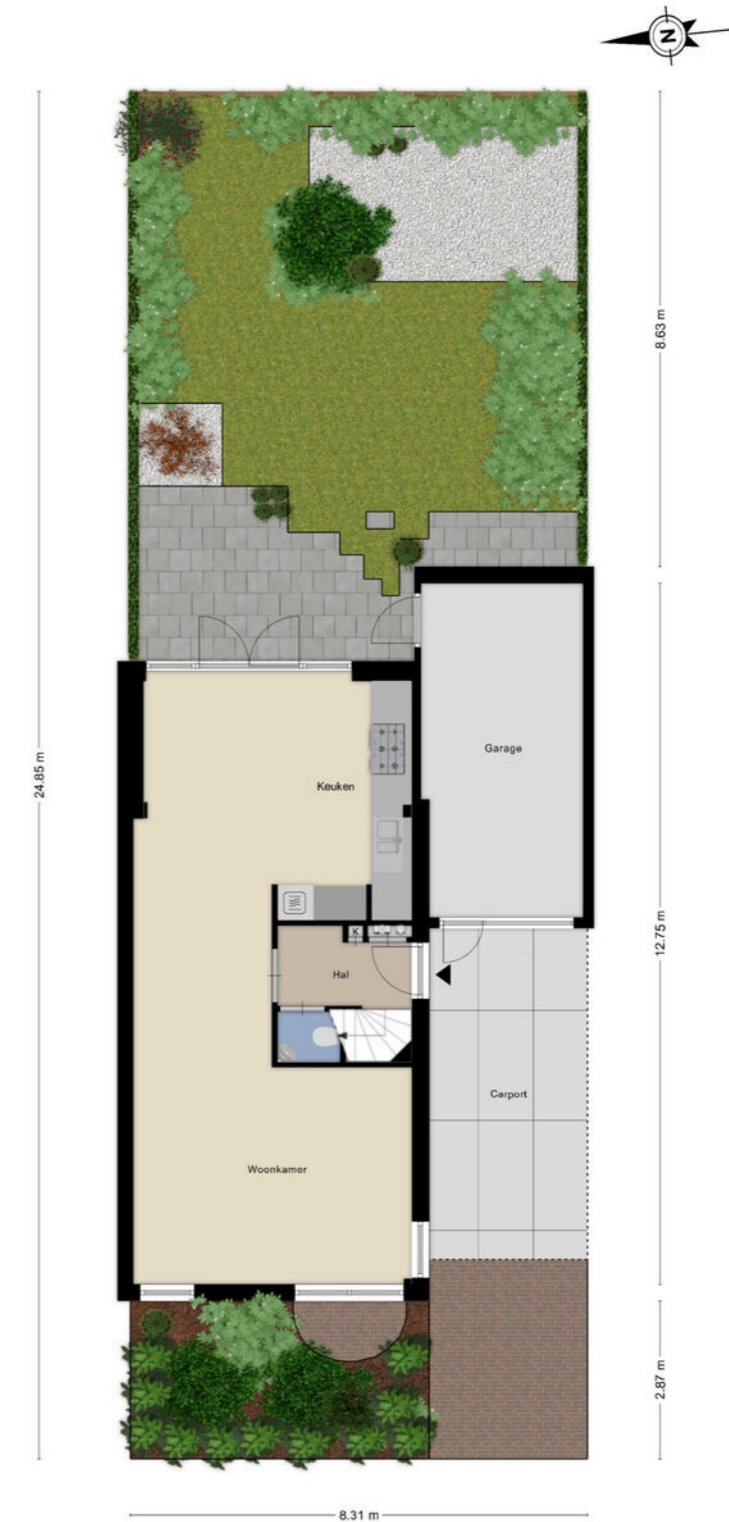 N
8.63 m
24.85 m
Garage
Keuken
12.75 m
K
Hal
Carport
Woonkamer
2.87 m
8.31 m